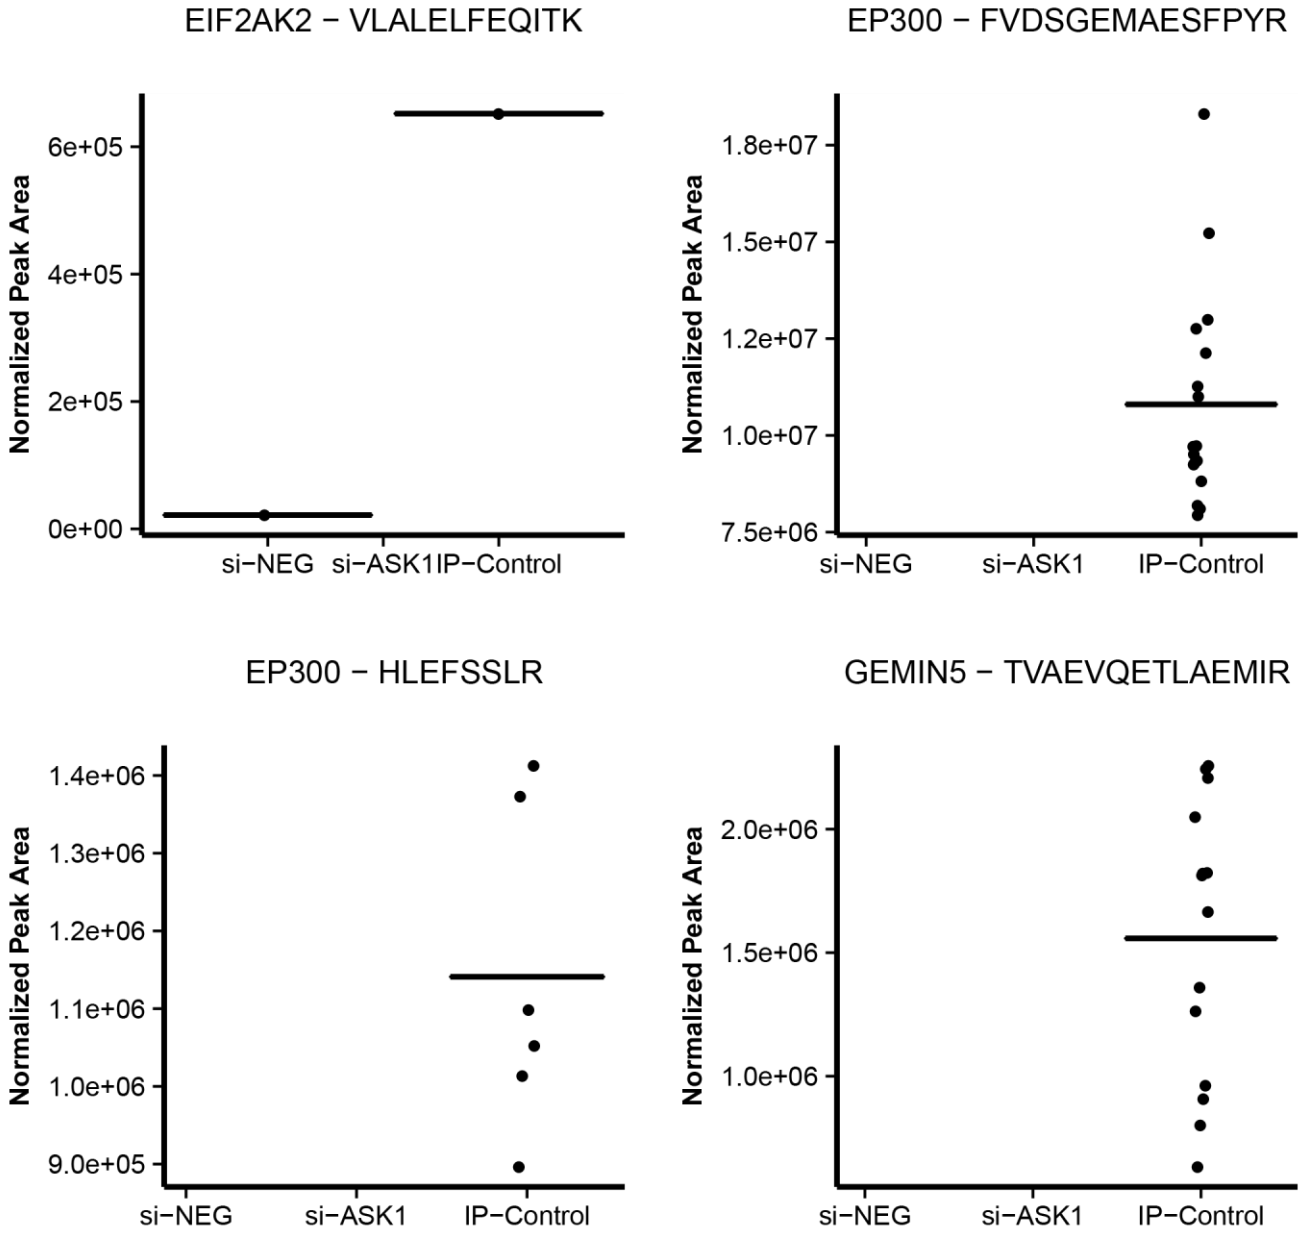 EIF2AK2 − VLALELFEQITK
Normalized Peak Area
6e+05
4e+05
2e+05
0e+00
si−NEG si−ASK1 IP−Control
EP300 − FVDSGEMAESFPYR
Normalized Peak Area
1.8e+07
1.5e+07
1.2e+07
1.0e+07
7.5e+06
si−NEG si−ASK1 IP−Control
EP300 − HLEFSSLR
Normalized Peak Area
1.4e+06
1.3e+06
1.2e+06
1.1e+06
1.0e+06
9.0e+05
si−NEG si−ASK1 IP−Control
GEMIN5 − TVAEVQETLAEMIR
Normalized Peak Area
2.0e+06
1.5e+06
1.0e+06
si−NEG si−ASK1 IP−Control